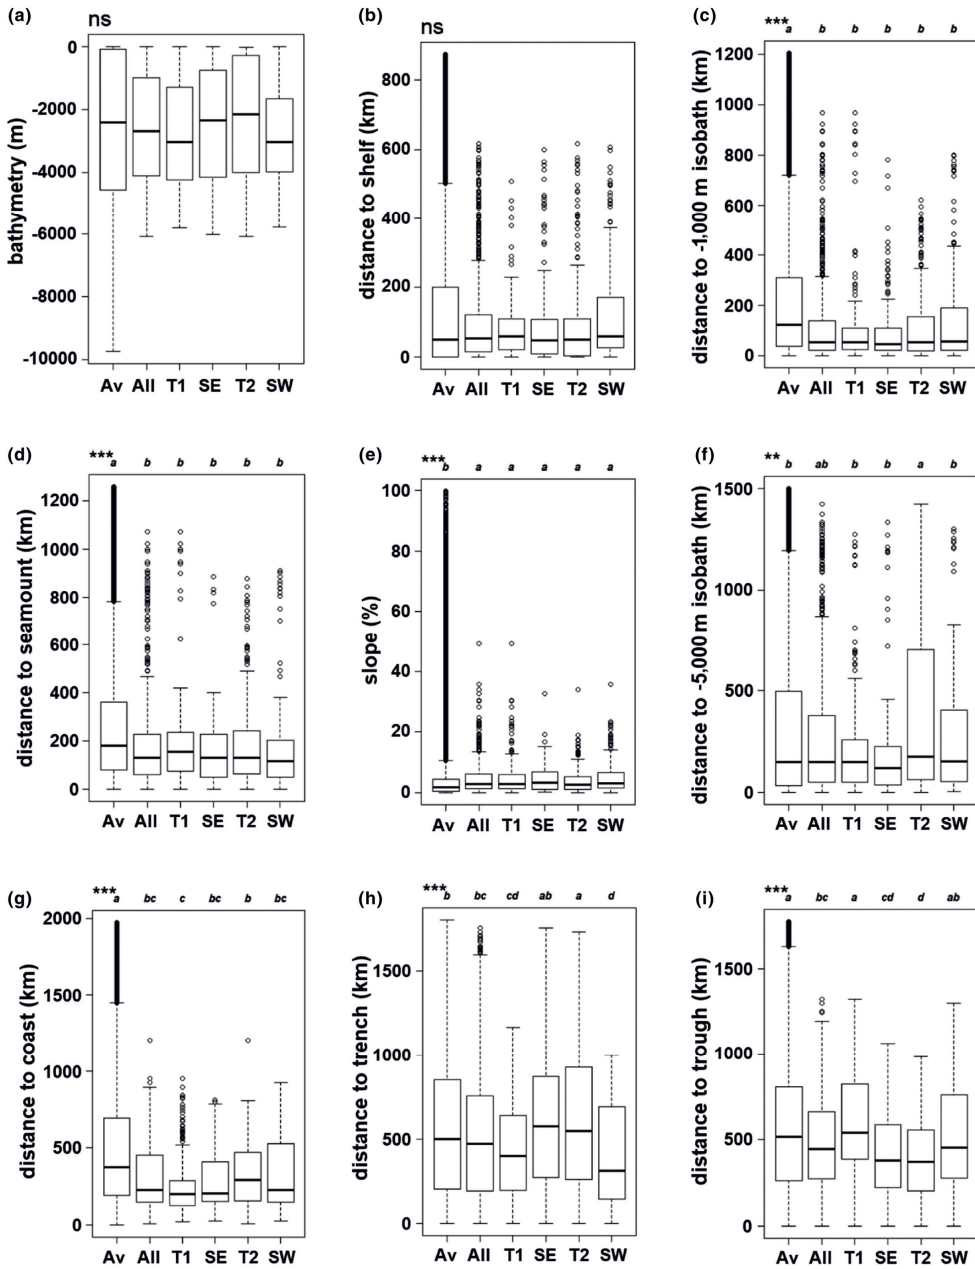 (a)
ns
bathymetry (m)
0
-2000
-4000
-6000
-8000
-10000
Av All T1 SE T2 SW
(b)
ns
distance to shelf (km)
800
600
400
200
0
Av All T1 SE T2 SW
(c)
*** a b b b b b
distance to -1,000 m isobath (km)
1200
1000
800
600
400
200
0
Av All T1 SE T2 SW
(d)
*** a b b b b b
distance to seamount (km)
1200
1000
800
600
400
200
0
Av All T1 SE T2 SW
(e)
*** b a a a a a
slope (%)
100
80
60
40
20
0
Av All T1 SE T2 SW
(f)
** b ab b b a b
distance to -5,000 m isobath (km)
1500
1000
500
0
Av All T1 SE T2 SW
(g)
*** a bc c bc b bc
distance to coast (km)
2000
1500
1000
500
0
Av All T1 SE T2 SW
(h)
*** b bc cd ab a d
distance to trench (km)
1500
1000
500
0
Av All T1 SE T2 SW
(i)
*** a bc a cd d ab
distance to trough (km)
1500
1000
500
0
Av All T1 SE T2 SW